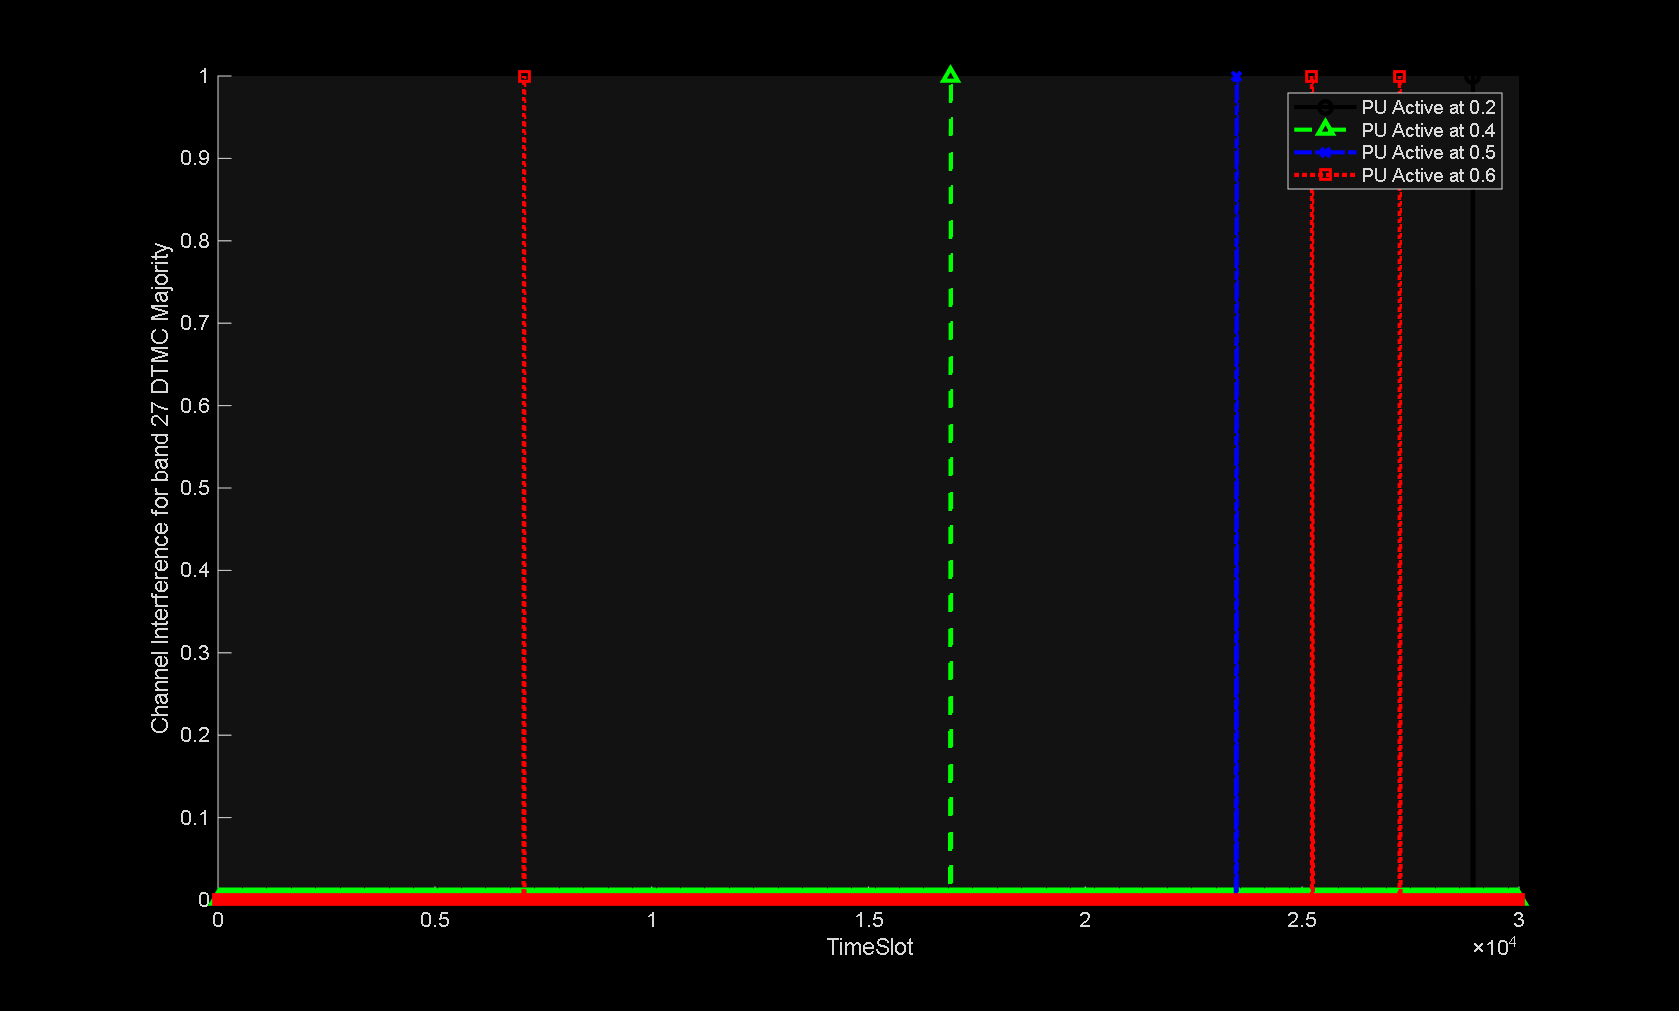 Channel Interference for band 27 DTMC Majority
1
0.9
0.8
0.7
0.6
0.5
0.4
0.3
0.2
0.1
0
PU Active at 0.2
PU Active at 0.4
PU Active at 0.5
PU Active at 0.6
0 0.5 1 1.5 2 2.5 3
TimeSlot
×10⁴